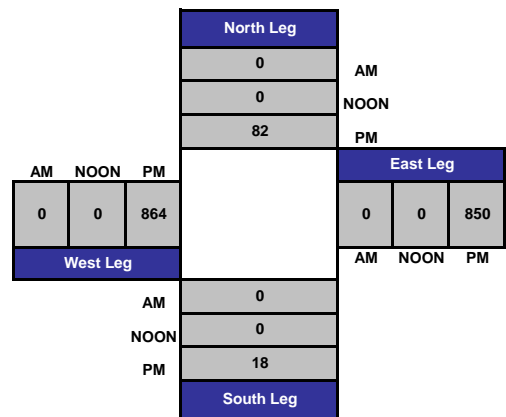 North Leg
0
AM
0
NOON
82
PM
AM NOON PM
East Leg
0 0 864
0 0 850
West Leg
AM NOON PM
AM
0
NOON
0
PM
18
South Leg